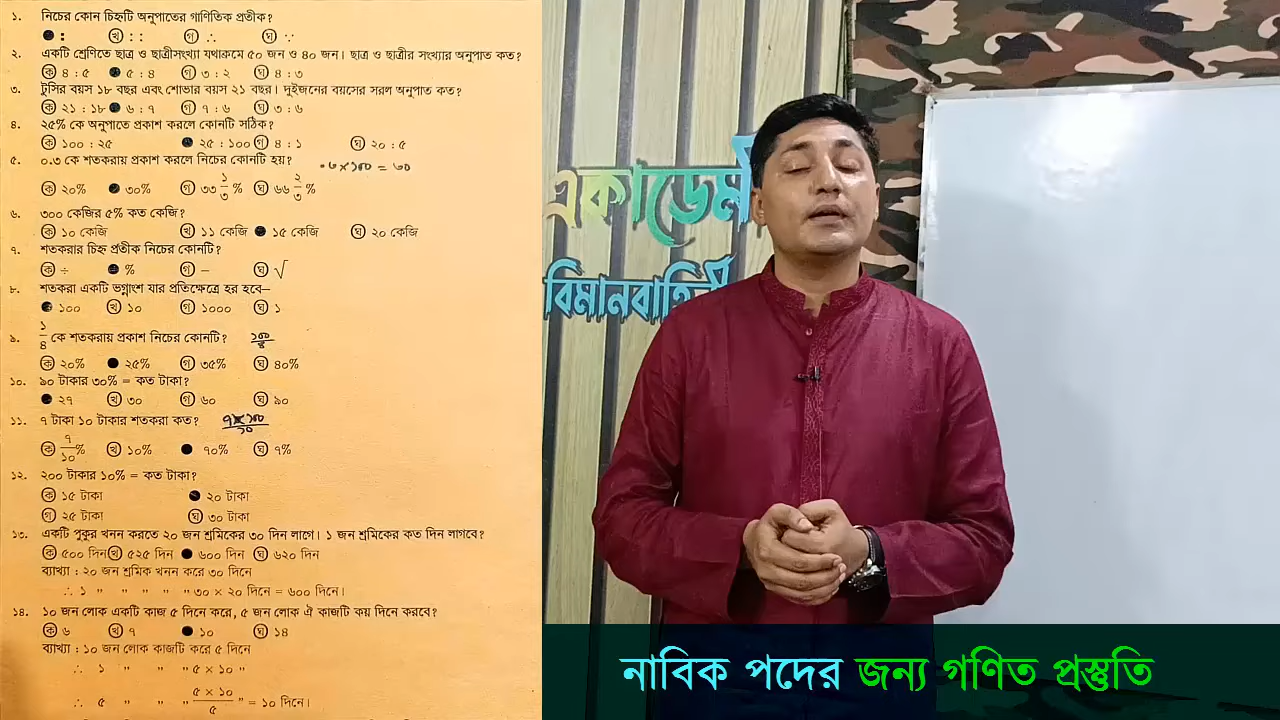 ১. নিচের কোন চিহ্নটি অনুপাতের গাণিতিক প্রতীক?
● : খ : : গ ∴ ঘ ∵
২. একটি শ্রেণিতে ছাত্র ও ছাত্রীসংখ্যা যথাক্রমে ৫০ জন ও ৪০ জন। ছাত্র ও ছাত্রীর সংখ্যার অনুপাত কত?
ক ৪ : ৫ ● ৫ : ৪ গ ৩ : ২ ঘ ৪ : ৩
৩. টুসির বয়স ১৮ বছর এবং শোভার বয়স ২১ বছর। দুইজনের বয়সের সরল অনুপাত কত?
ক ২১ : ১৮ ● ৬ : ৭ গ ৭ : ৬ ঘ ৩ : ৬
৪. ২৫% কে অনুপাতে প্রকাশ করলে কোনটি সঠিক?
ক ১০০ : ২৫ ● ২৫ : ১০০ গ ৪ : ১ ঘ ২০ : ৫
৫. ০.৩ কে শতকরায় প্রকাশ করলে নিচের কোনটি হয়? .৩×১০০ = ৩০
ক ২০% ● ৩০% গ ৩৩ ১/৩ % ঘ ৬৬ ২/৩ %
৬. ৩০০ কেজির ৫% কত কেজি?
ক ১০ কেজি খ ১১ কেজি ● ১৫ কেজি ঘ ২০ কেজি
৭. শতকরার চিহ্ন প্রতীক নিচের কোনটি?
ক ÷ ● % গ – ঘ √
৮. শতকরা একটি ভগ্নাংশ যার প্রতিক্ষেত্রে হর হবে–
● ১০০ খ ১০ গ ১০০০ ঘ ১
৯. ১/৪ কে শতকরায় প্রকাশ নিচের কোনটি? ১০০/৪
ক ২০% ● ২৫% গ ৩৫% ঘ ৪০%
১০. ৯০ টাকার ৩০% = কত টাকা?
● ২৭ খ ৩০ গ ৬০ ঘ ৯০
১১. ৭ টাকা ১০ টাকার শতকরা কত? ৭×১০০/১০
ক ৭/১০% খ ১০% ● ৭০% ঘ ৭%
১২. ২০০ টাকার ১০% = কত টাকা?
ক ১৫ টাকা ● ২০ টাকা
গ ২৫ টাকা ঘ ৩০ টাকা
১৩. একটি পুকুর খনন করতে ২০ জন শ্রমিকের ৩০ দিন লাগে। ১ জন শ্রমিকের কত দিন লাগবে?
ক ৫০০ দিন খ ৫২৫ দিন ● ৬০০ দিন ঘ ৬২০ দিন
ব্যাখ্যা : ২০ জন শ্রমিক খনন করে ৩০ দিনে
∴ ১ " " " " " ৩০ × ২০ দিনে = ৬০০ দিনে।
১৪. ১০ জন লোক একটি কাজ ৫ দিনে করে, ৫ জন লোক ঐ কাজটি কয় দিনে করবে?
ক ৬ খ ৭ ● ১০ ঘ ১৪
ব্যাখ্যা : ১০ জন লোক কাজটি করে ৫ দিনে
∴ ১ " " " ৫ × ১০ "
∴ ৫ " " " ৫ × ১০/৫ " = ১০ দিনে।
একাডেমী
বিমানবাহিনী
নাবিক পদের জন্য গণিত প্রস্তুতি